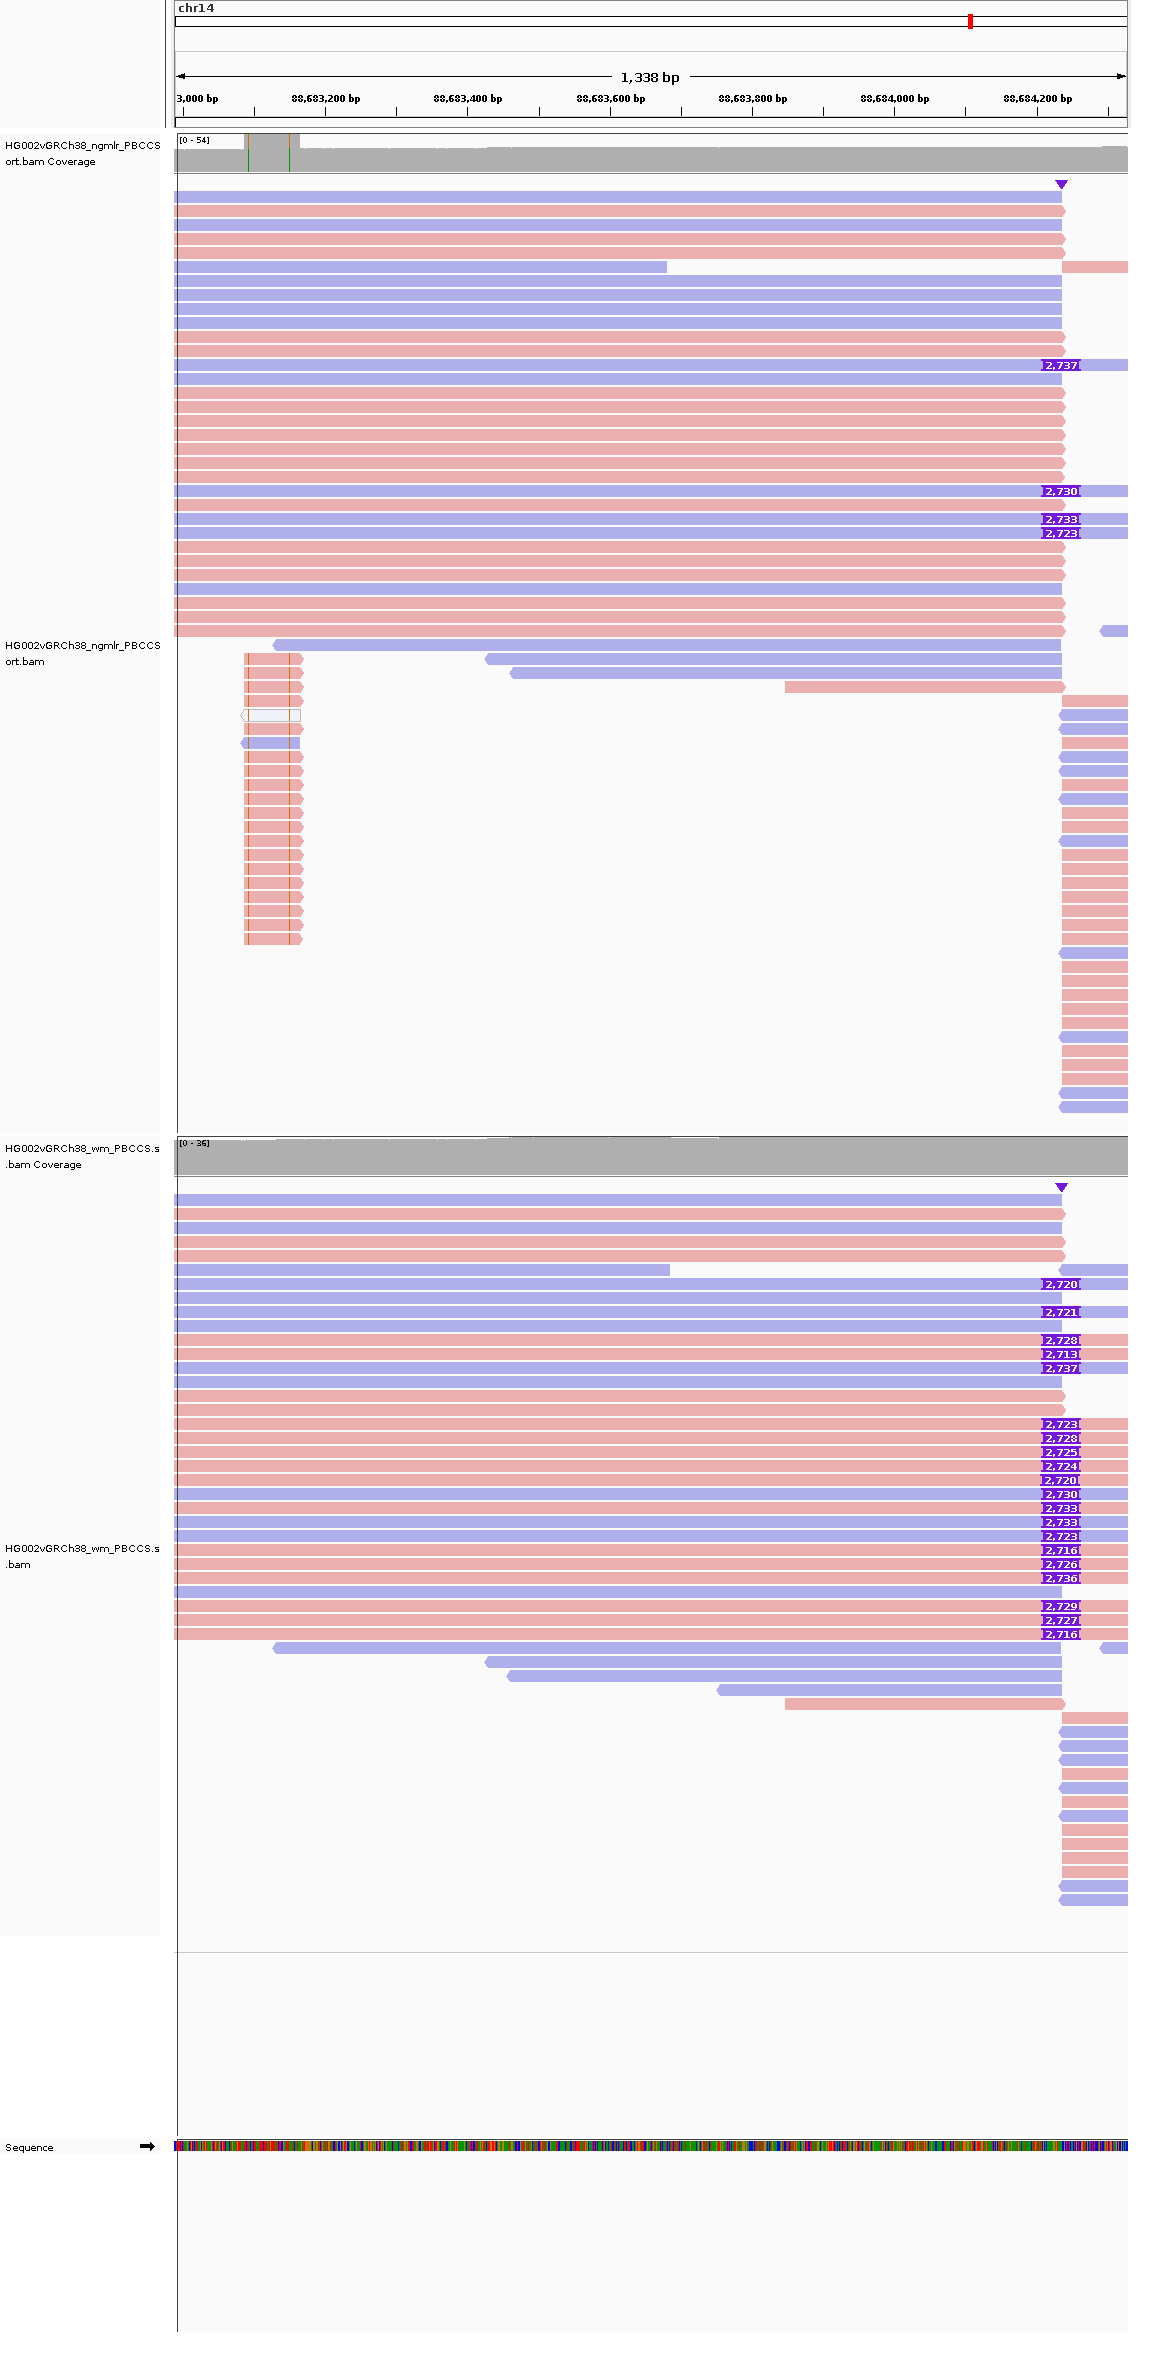 chr14
1,338 bp
3,000 bp 88,683,200 bp 88,683,400 bp 88,683,600 bp 88,683,800 bp 88,684,000 bp 88,684,200 bp
HG002vGRCh38_ngmlr_PBCCS
ort.bam Coverage
[0 - 54]
2,737
2,730
2,733
2,723
HG002vGRCh38_ngmlr_PBCCS
ort.bam
HG002vGRCh38_wm_PBCCS.s
.bam Coverage
[0 - 36]
2,720
2,721
2,728
2,713
2,737
2,723
2,728
2,725
2,724
2,720
2,730
2,733
2,733
2,723
2,716
2,726
2,736
2,729
2,727
2,716
HG002vGRCh38_wm_PBCCS.s
.bam
Sequence